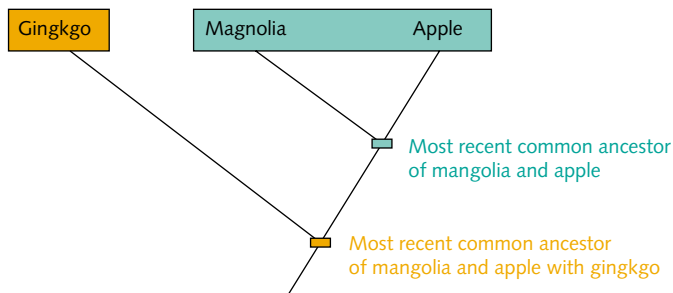 Gingkgo
Magnolia
Apple
Most recent common ancestor
of mangolia and apple
Most recent common ancestor
of mangolia and apple with gingkgo